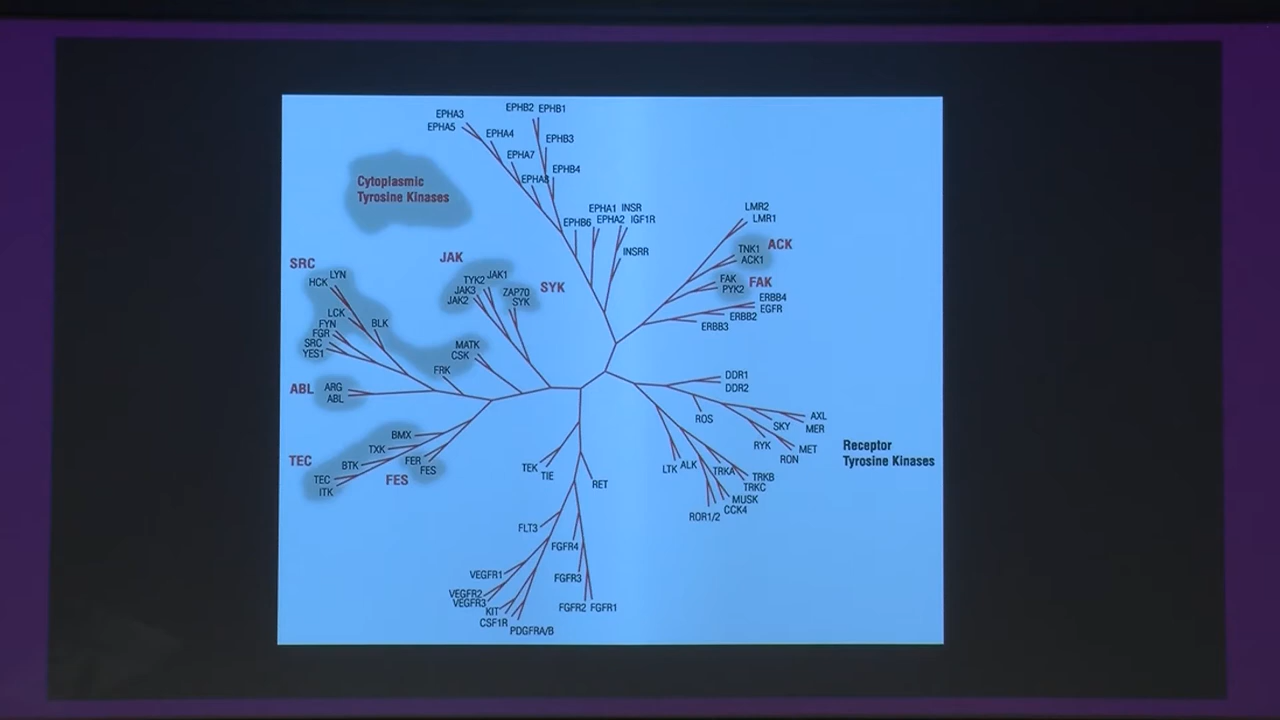 EPHA3
EPHA5
EPHA4
EPHA7
EPHA8
EPHB2 EPHB1
EPHB3
EPHB4
Cytoplasmic
Tyrosine Kinases
EPHB6
EPHA1
EPHA2
INSR
IGF1R
INSRR
LMR2
LMR1
TNK1
ACK1
ACK
FAK
PYK2
FAK
ERBB4
EGFR
ERBB2
ERBB3
JAK
TYK2 JAK1
JAK3
JAK2
ZAP70
SYK
SYK
SRC
HCK
LYN
LCK
FYN
FGR
SRC
YES1
BLK
MATK
CSK
FRK
ABL
ARG
ABL
TEC
BMX
TXK
BTK
TEC
ITK
FER
FES
FES
DDR1
DDR2
ROS
AXL
MER
SKY
RYK
MET
RON
Receptor
Tyrosine Kinases
LTK
ALK
TRKA
TRKB
TRKC
MUSK
CCK4
ROR1/2
TEK
TIE
RET
FLT3
FGFR4
FGFR3
FGFR2 FGFR1
VEGFR1
VEGFR2
VEGFR3
KIT
CSF1R
PDGFRA/B